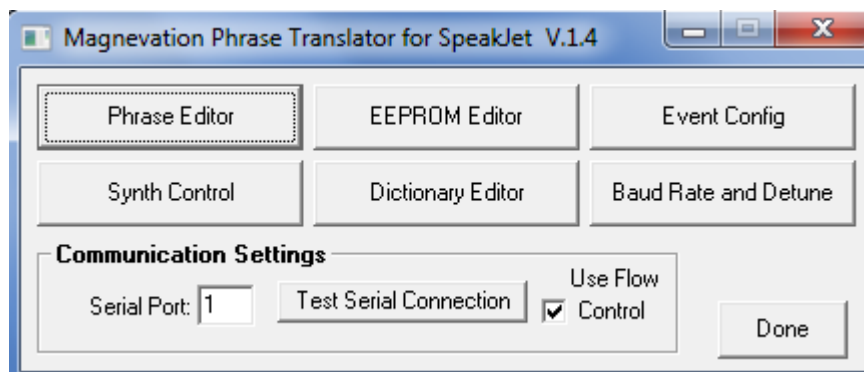 Magnevation Phrase Translator for SpeakJet V.1.4
Phrase Editor EEPROM Editor Event Config
Synth Control Dictionary Editor Baud Rate and Detune
Communication Settings
Serial Port: 1 Test Serial Connection Use Flow Control
Done